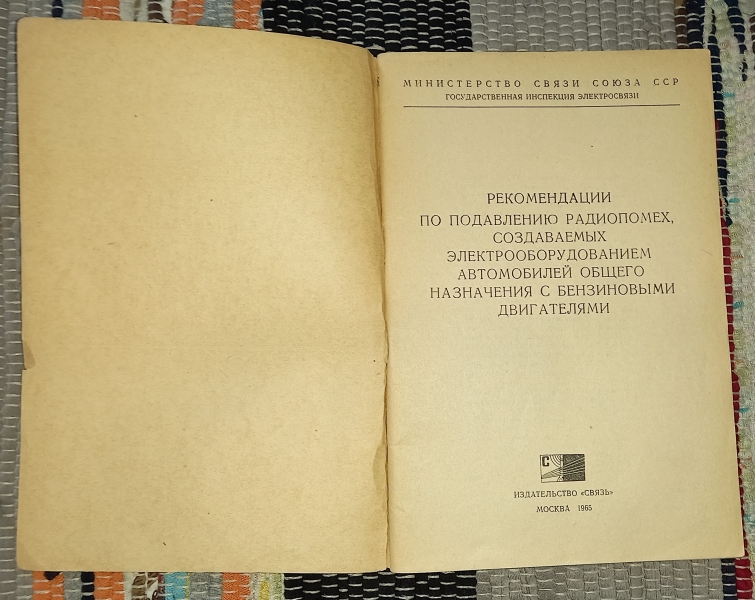 МИНИСТЕРСТВО СВЯЗИ СОЮЗА ССР
ГОСУДАРСТВЕННАЯ ИНСПЕКЦИЯ ЭЛЕКТРОСВЯЗИ
РЕКОМЕНДАЦИИ
ПО ПОДАВЛЕНИЮ РАДИОПОМЕХ,
СОЗДАВАЕМЫХ
ЭЛЕКТРООБОРУДОВАНИЕМ
АВТОМОБИЛЕЙ ОБЩЕГО
НАЗНАЧЕНИЯ С БЕНЗИНОВЫМИ
ДВИГАТЕЛЯМИ
С
ИЗДАТЕЛЬСТВО «СВЯЗЬ»
МОСКВА 1965